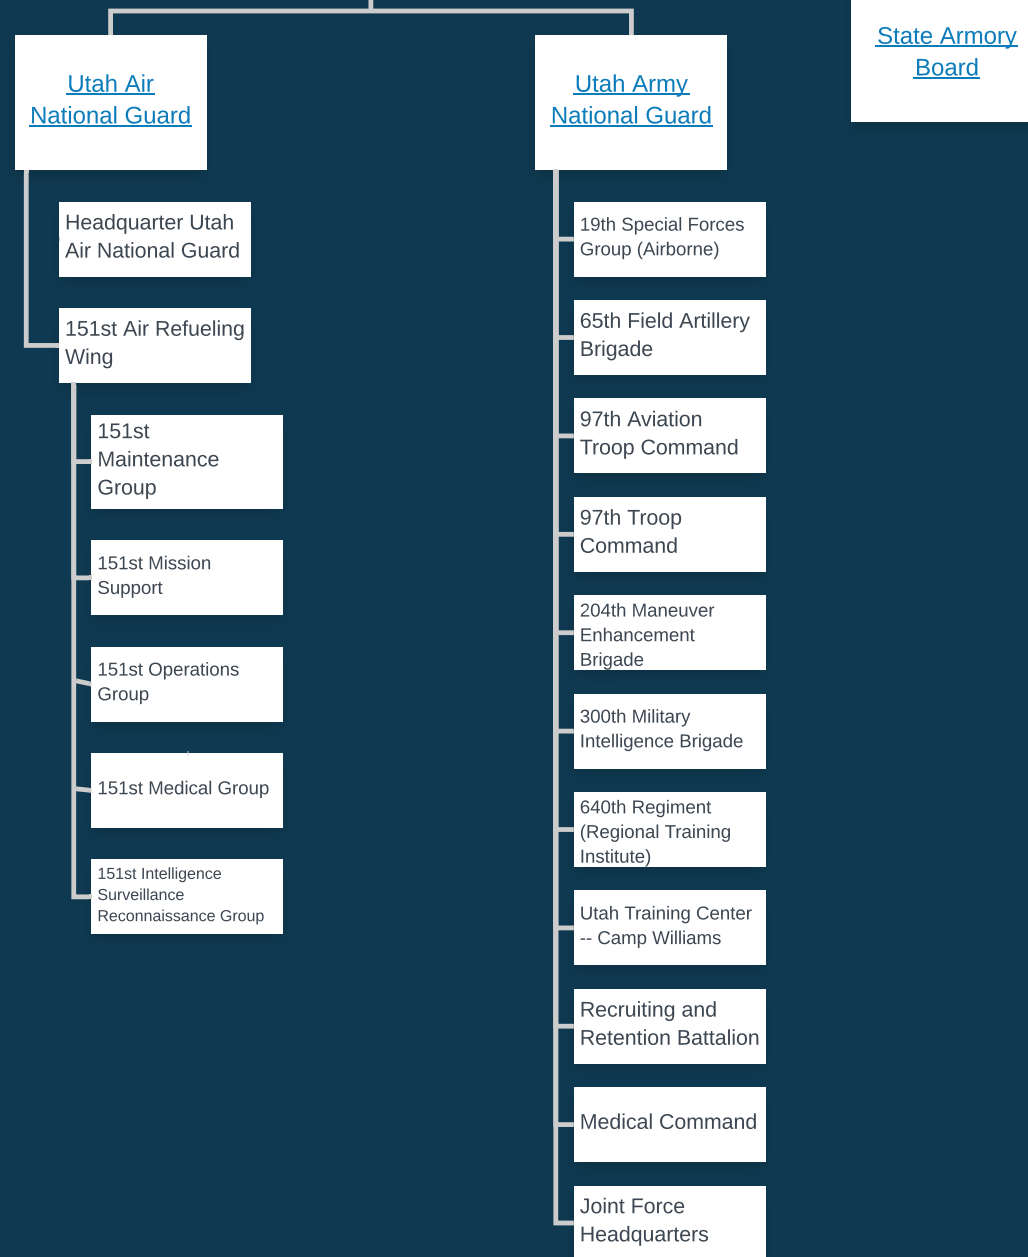 Utah Air
National Guard
Headquarter Utah
Air National Guard
151st Air Refueling
Wing
151st
Maintenance
Group
151st Mission
Support
151st Operations
Group
151st Medical Group
151st Intelligence
Surveillance
Reconnaissance Group
Utah Army
National Guard
19th Special Forces
Group (Airborne)
65th Field Artillery
Brigade
97th Aviation
Troop Command
97th Troop
Command
204th Maneuver
Enhancement
Brigade
300th Military
Intelligence Brigade
640th Regiment
(Regional Training
Institute)
Utah Training Center
-- Camp Williams
Recruiting and
Retention Battalion
Medical Command
Joint Force
Headquarters
State Armory
Board